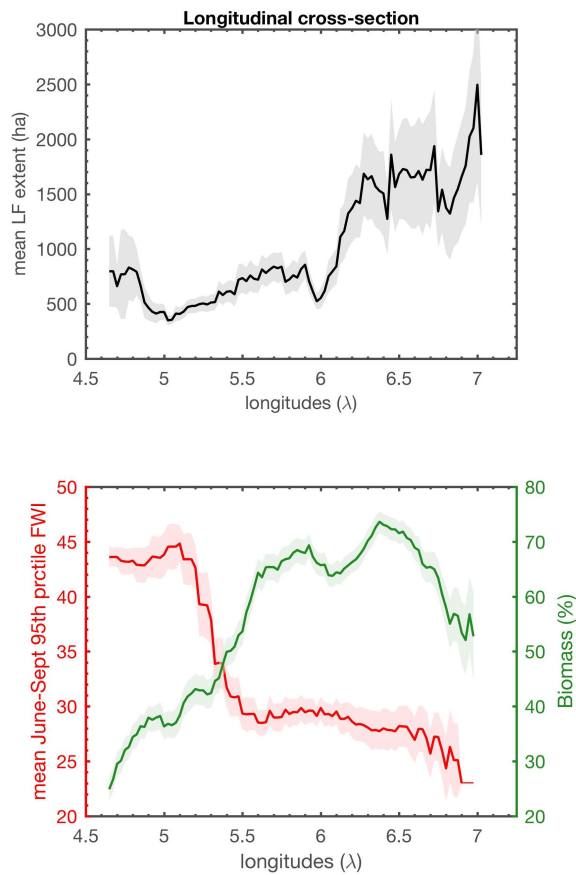 Longitudinal cross-section
3000
2500
2000
1500
1000
500
0
mean LF extent (ha)
4.5 5 5.5 6 6.5 7
longitudes (λ)
50
45
40
35
30
25
20
mean June-Sept 95th prctile FWI
80
70
60
50
40
30
20
Biomass (%)
4.5 5 5.5 6 6.5 7
longitudes (λ)